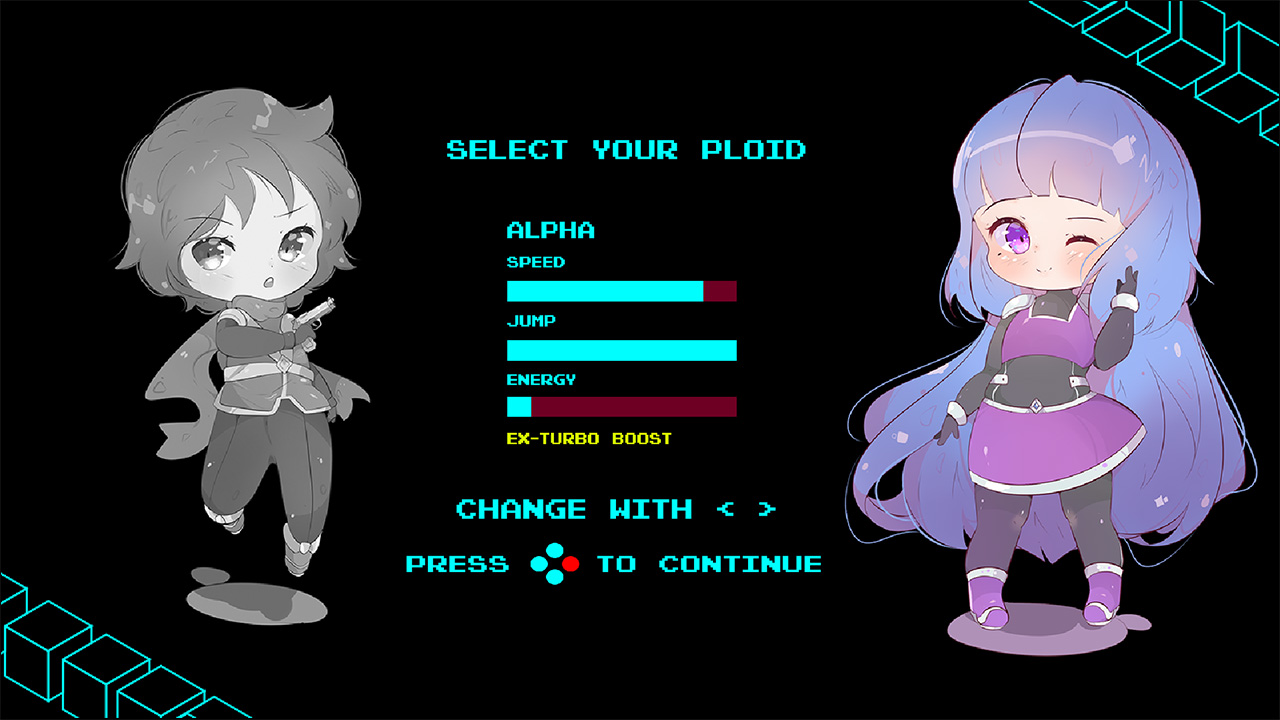 SELECT YOUR PLOID
ALPHA
SPEED
JUMP
ENERGY
EX-TURBO BOOST
CHANGE WITH < >
PRESS TO CONTINUE